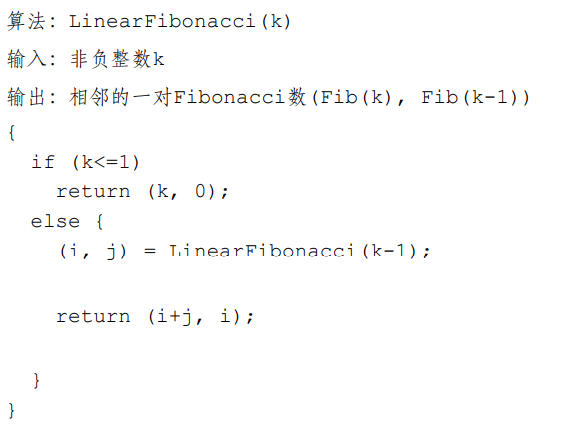 算法: LinearFibonacci(k)
输入: 非负整数k
输出: 相邻的一对Fibonacci数(Fib(k), Fib(k-1))
{
  if (k<=1)
    return (k, 0);
  else {
    (i, j) = LinearFibonacci(k-1);
    return (i+j, i);
  }
}